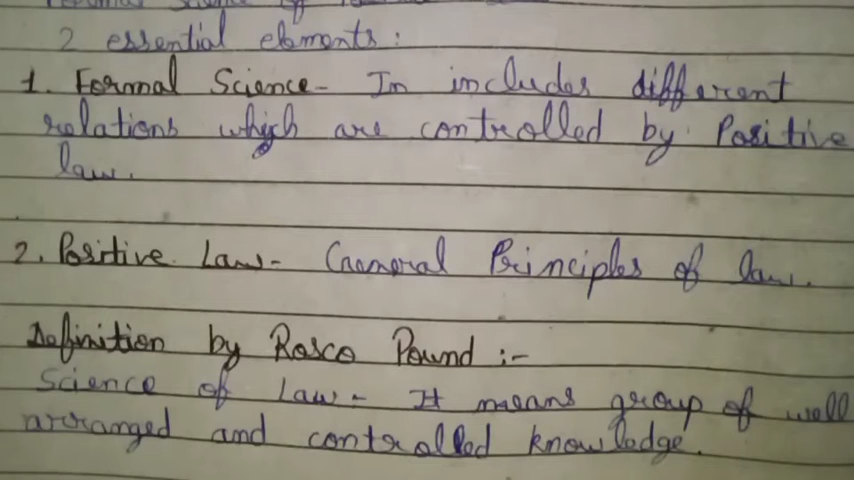 science of
2 essential elements:
1. Formal Science - In includes different
relations which are controlled by Positive
law.
2. Positive Law - General Principles of law.
Definition by Rosco Pound :-
Science of Law - It means group of well
arranged and controlled knowledge.